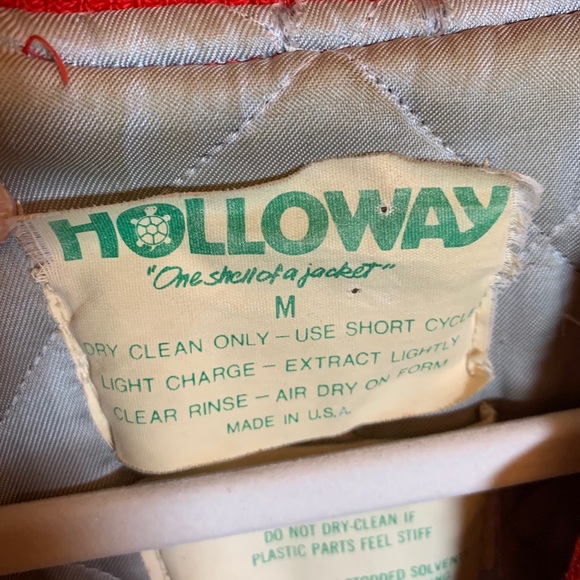 HOLLOWAY
"One shell of a jacket"
M
DRY CLEAN ONLY – USE SHORT CYCLE
LIGHT CHARGE – EXTRACT LIGHTLY
CLEAR RINSE – AIR DRY ON FORM
MADE IN U.S.A.
DO NOT DRY-CLEAN IF
PLASTIC PARTS FEEL STIFF